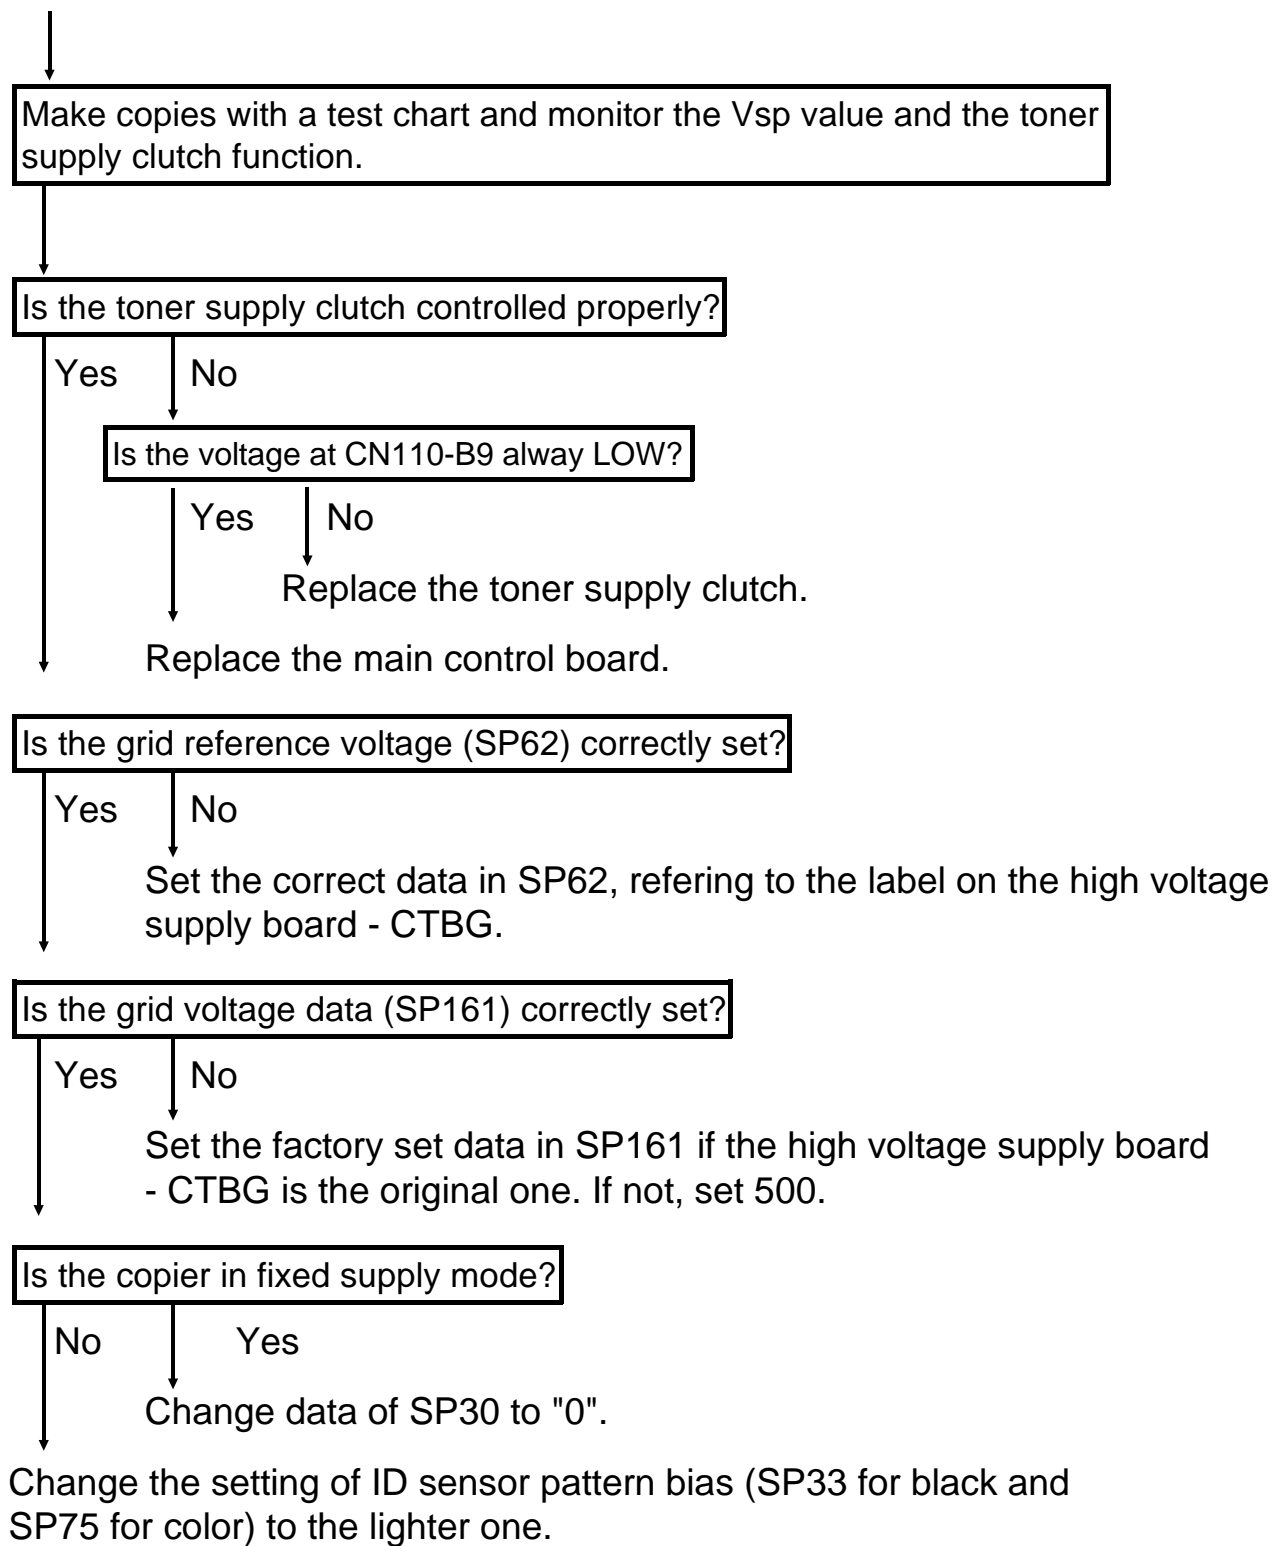 Make copies with a test chart and monitor the Vsp value and the toner
supply clutch function.
Is the toner supply clutch controlled properly?
Yes No
Is the voltage at CN110-B9 alway LOW?
Yes No
Replace the toner supply clutch.
Replace the main control board.
Is the grid reference voltage (SP62) correctly set?
Yes No
Set the correct data in SP62, refering to the label on the high voltage
supply board - CTBG.
Is the grid voltage data (SP161) correctly set?
Yes No
Set the factory set data in SP161 if the high voltage supply board
- CTBG is the original one. If not, set 500.
Is the copier in fixed supply mode?
No Yes
Change data of SP30 to "0".
Change the setting of ID sensor pattern bias (SP33 for black and
SP75 for color) to the lighter one.